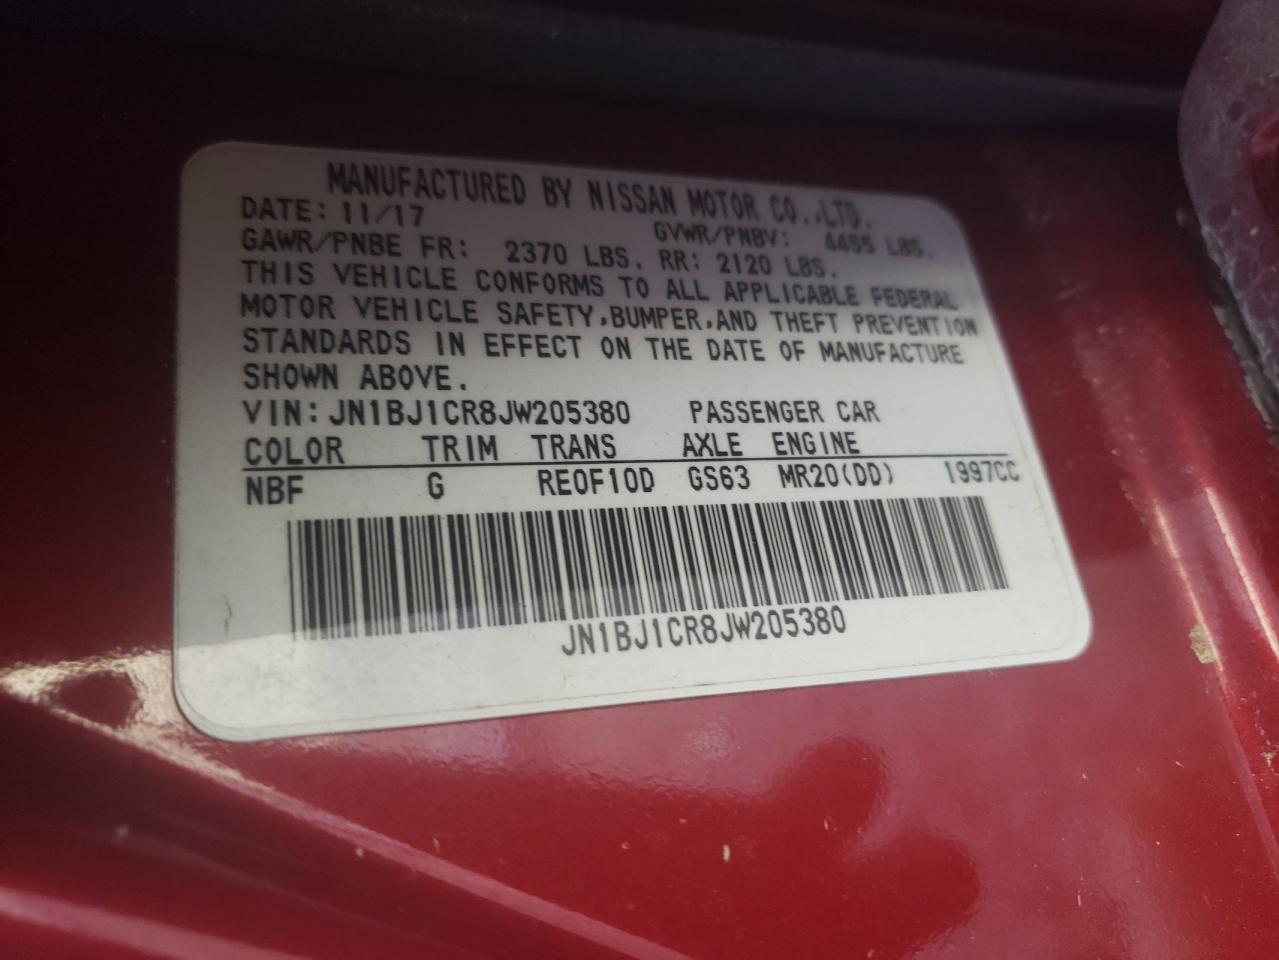 MANUFACTURED BY NISSAN MOTOR CO.,LTD.
DATE: 11/17 GVWR/PNBV: 4455 LBS.
GAWR/PNBE FR: 2370 LBS. RR: 2120 LBS.
THIS VEHICLE CONFORMS TO ALL APPLICABLE FEDERAL
MOTOR VEHICLE SAFETY,BUMPER,AND THEFT PREVENTION
STANDARDS IN EFFECT ON THE DATE OF MANUFACTURE
SHOWN ABOVE.
VIN: JN1BJ1CR8JW205380 PASSENGER CAR
COLOR TRIM TRANS AXLE ENGINE
NBF G RE0F10D GS63 MR20(DD) 1997CC
JN1BJ1CR8JW205380